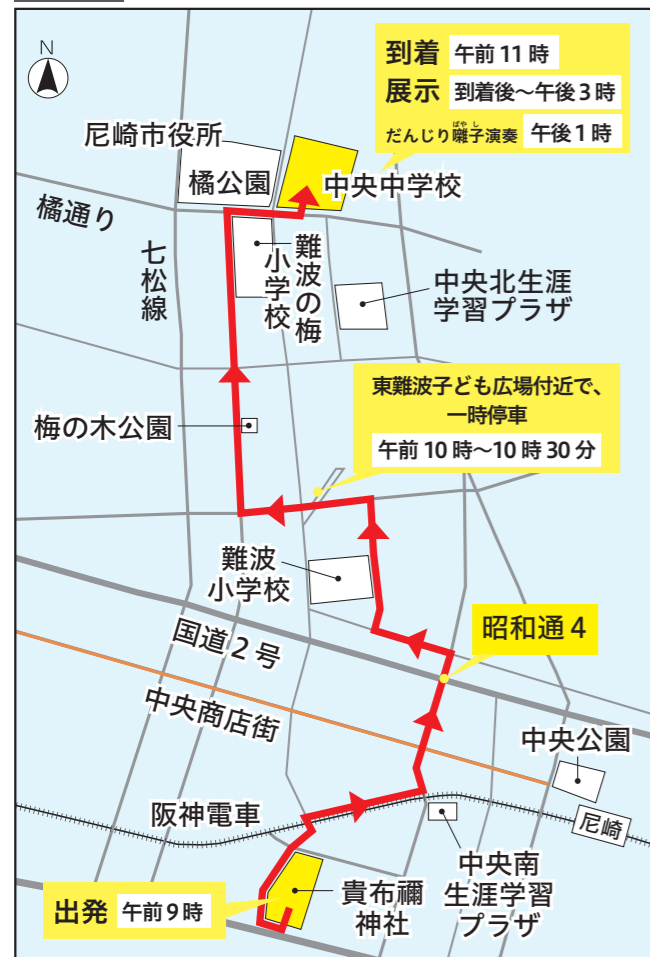 N
到着 午前11時
展示 到着後～午後3時
だんじり囃子演奏 午後1時
ばやし
尼崎市役所
橘公園
中央中学校
橘通り
七松線
難波の梅
小学校
中央北生涯
学習プラザ
東難波子ども広場付近で、
一時停車
午前10時～10時30分
梅の木公園
難波
小学校
昭和通4
国道2号
中央商店街
中央公園
阪神電車
尼崎
中央南
生涯学習
プラザ
貴布禰
神社
出発 午前9時